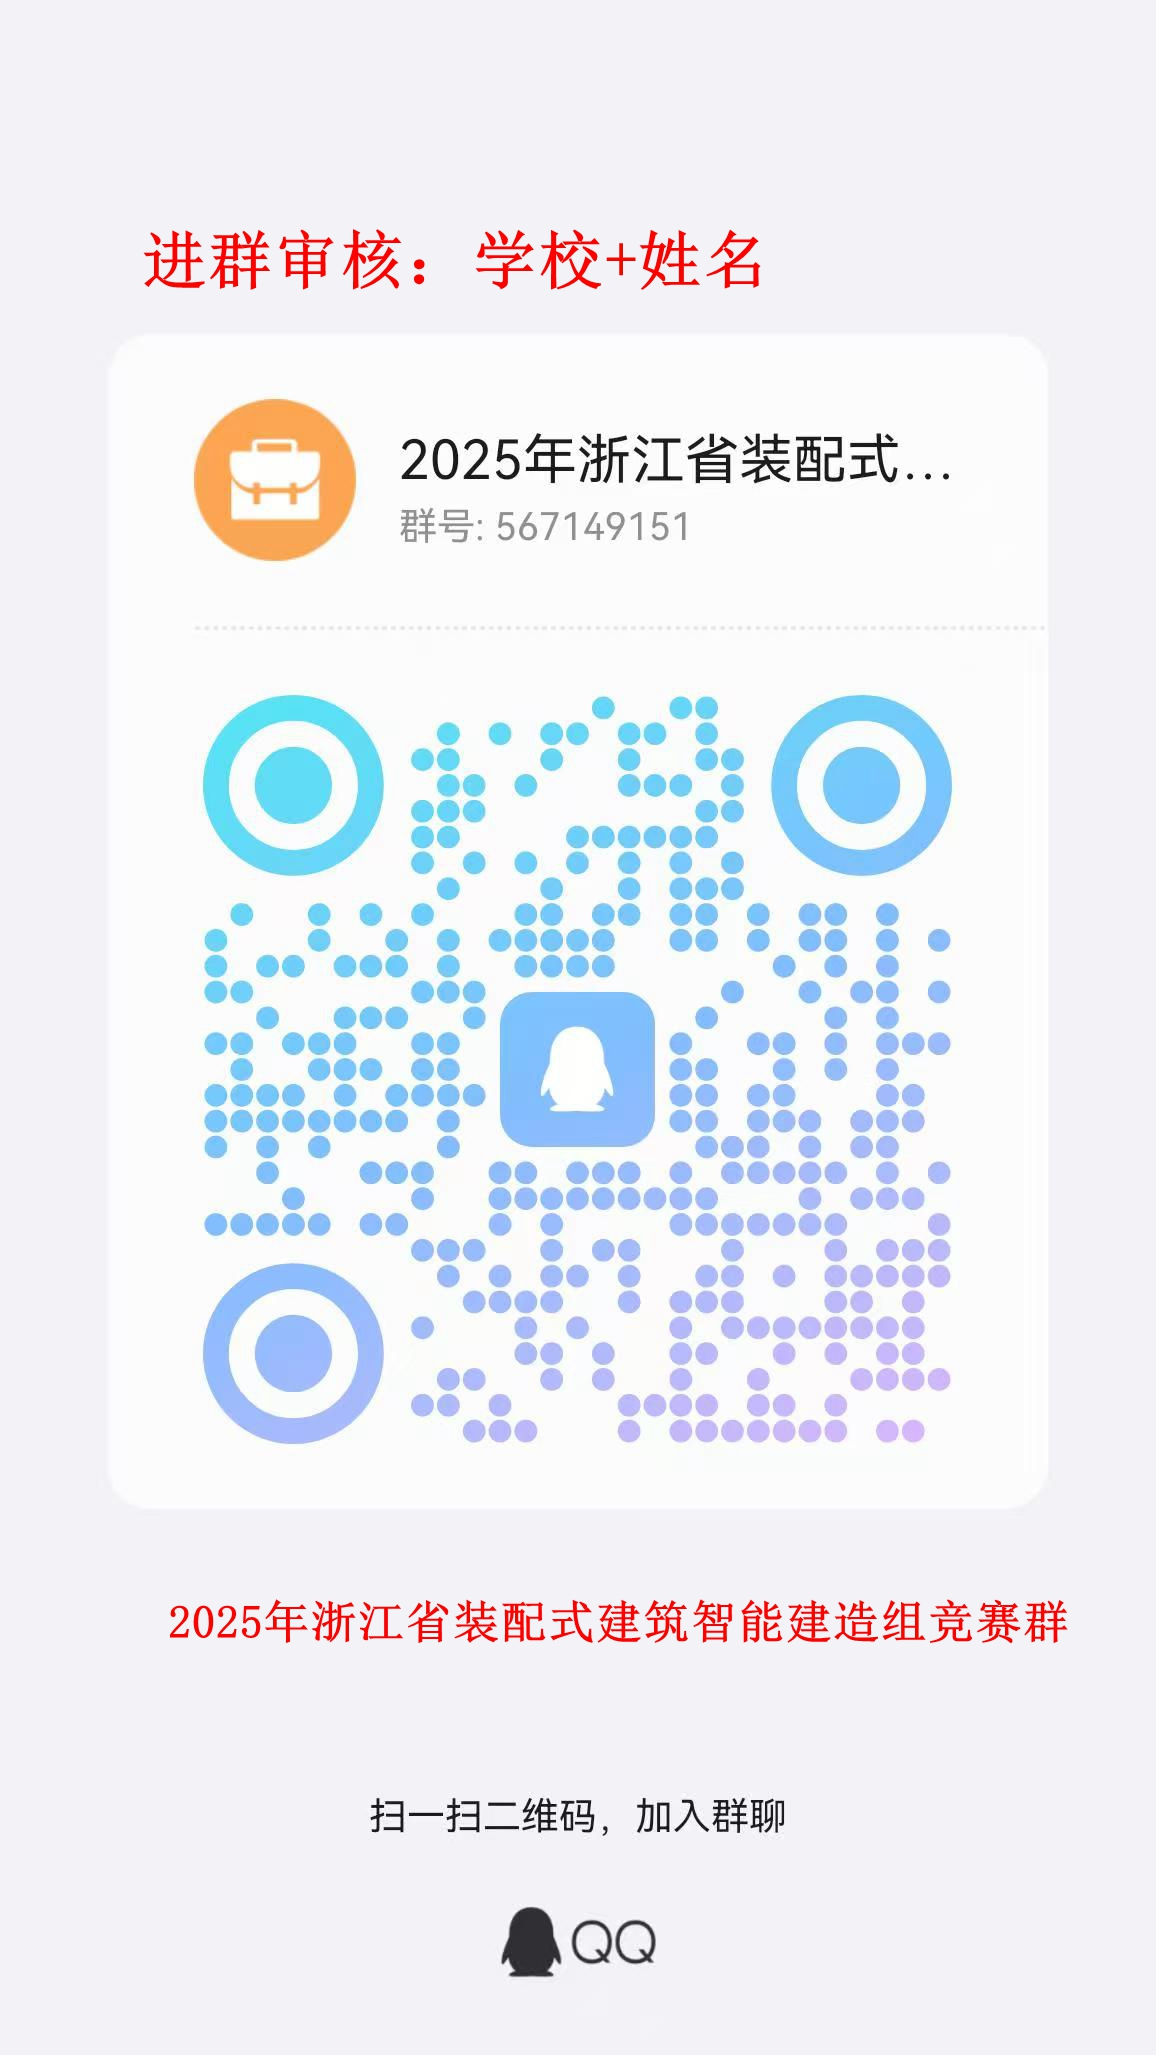 进群审核：学校+姓名
2025年浙江省装配式...
群号: 567149151
2025年浙江省装配式建筑智能建造组竞赛群
扫一扫二维码，加入群聊
QQ